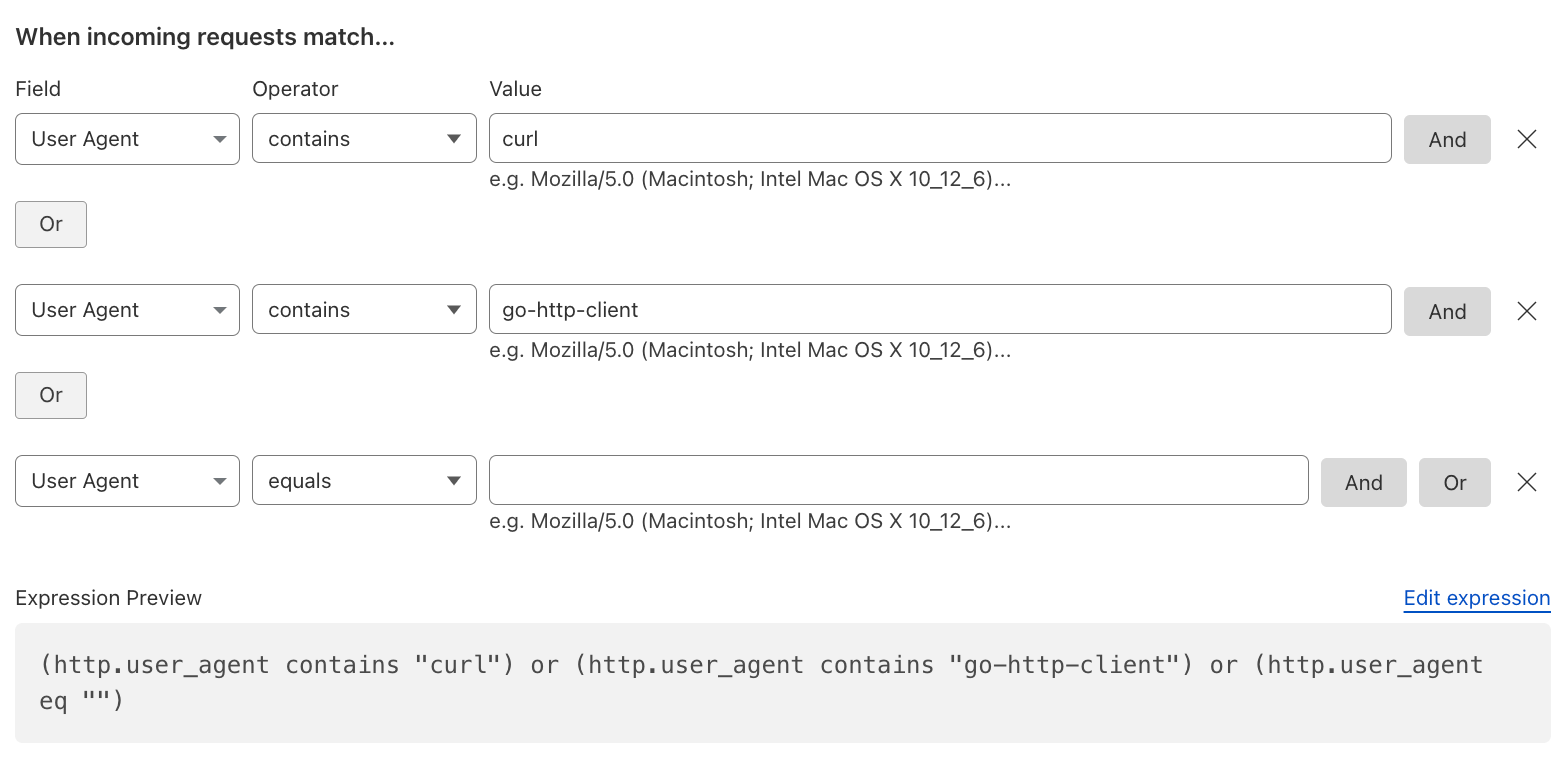 When incoming requests match...
Field Operator Value
User Agent contains curl And
e.g. Mozilla/5.0 (Macintosh; Intel Mac OS X 10_12_6)...
Or
User Agent contains go-http-client And
e.g. Mozilla/5.0 (Macintosh; Intel Mac OS X 10_12_6)...
Or
User Agent equals And Or
e.g. Mozilla/5.0 (Macintosh; Intel Mac OS X 10_12_6)...
Expression Preview Edit expression
(http.user_agent contains "curl") or (http.user_agent contains "go-http-client") or (http.user_agent
eq "")